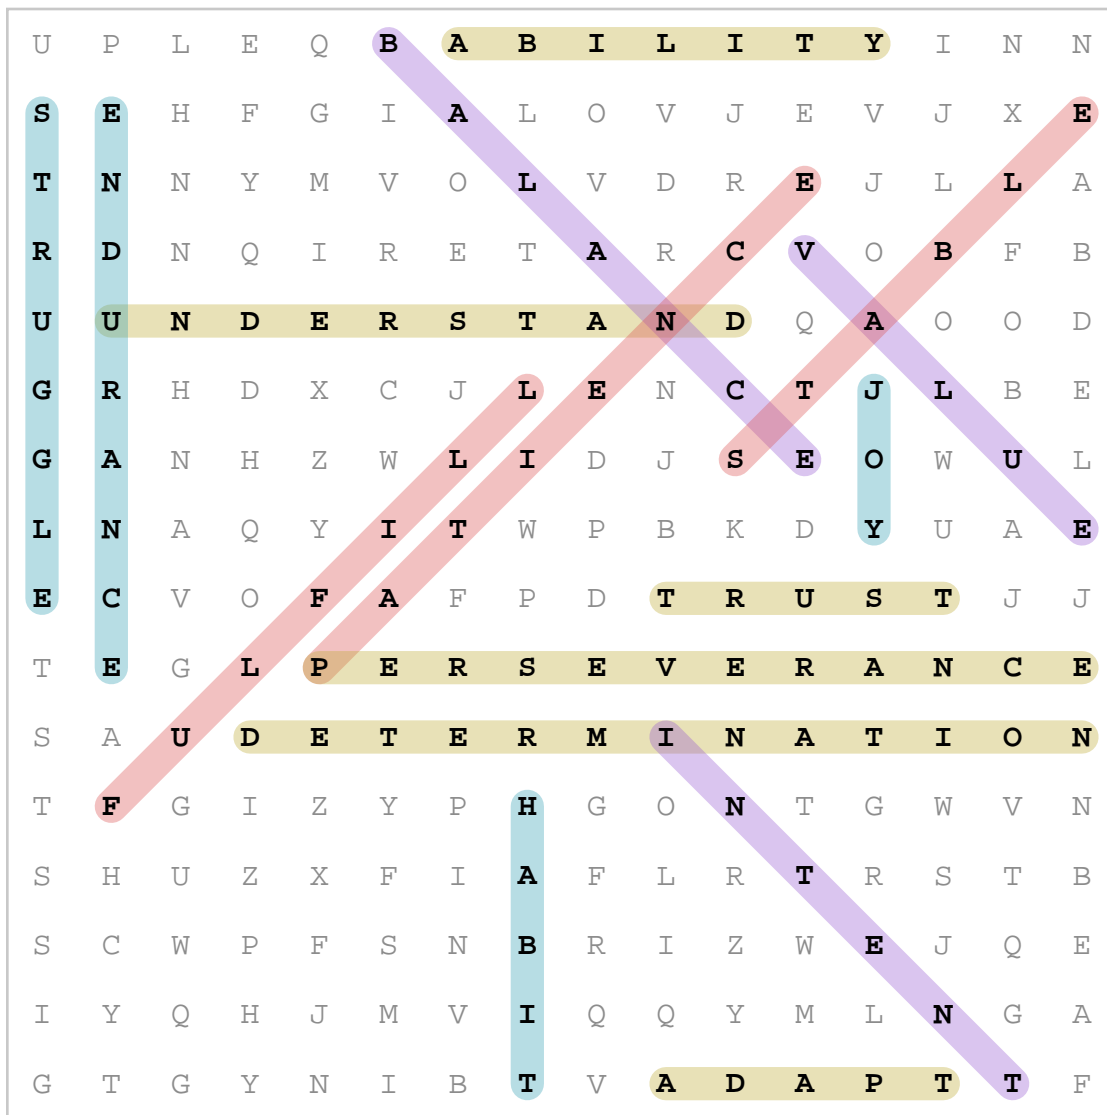 U P L E Q B A B I L I T Y I N N
S E H F G I A L O V J E V J X E
T N N Y M V O L V D R E J L L A
R D N Q I R E T A R C V O B F B
U U N D E R S T A N D Q A O O D
G R H D X C J L E N C T J L B E
G A N H Z W L I D J S E O W U L
L N A Q Y I T W P B K D Y U A E
E C V O F A F P D T R U S T J J
T E G L P E R S E V E R A N C E
S A U D E T E R M I N A T I O N
T F G I Z Y P H G O N T G W V N
S H U Z X F I A F L R T R S T B
S C W P F S N B R I Z W E J Q E
I Y Q H J M V I Q Q Y M L N G A
G T G Y N I B T V A D A P T T F